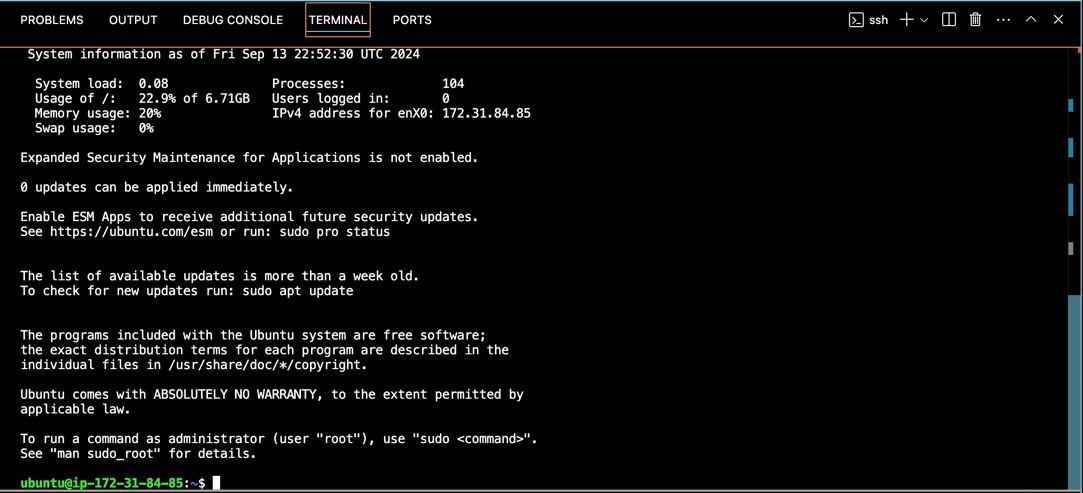 PROBLEMS OUTPUT DEBUG CONSOLE TERMINAL PORTS ssh
System information as of Fri Sep 13 22:52:30 UTC 2024
System load: 0.08 Processes: 104
Usage of /: 22.9% of 6.71GB Users logged in: 0
Memory usage: 20% IPv4 address for enX0: 172.31.84.85
Swap usage: 0%
Expanded Security Maintenance for Applications is not enabled.
0 updates can be applied immediately.
Enable ESM Apps to receive additional future security updates.
See https://ubuntu.com/esm or run: sudo pro status
The list of available updates is more than a week old.
To check for new updates run: sudo apt update
The programs included with the Ubuntu system are free software;
the exact distribution terms for each program are described in the
individual files in /usr/share/doc/*/copyright.
Ubuntu comes with ABSOLUTELY NO WARRANTY, to the extent permitted by
applicable law.
To run a command as administrator (user "root"), use "sudo <command>".
See "man sudo_root" for details.
ubuntu@ip-172-31-84-85:~$